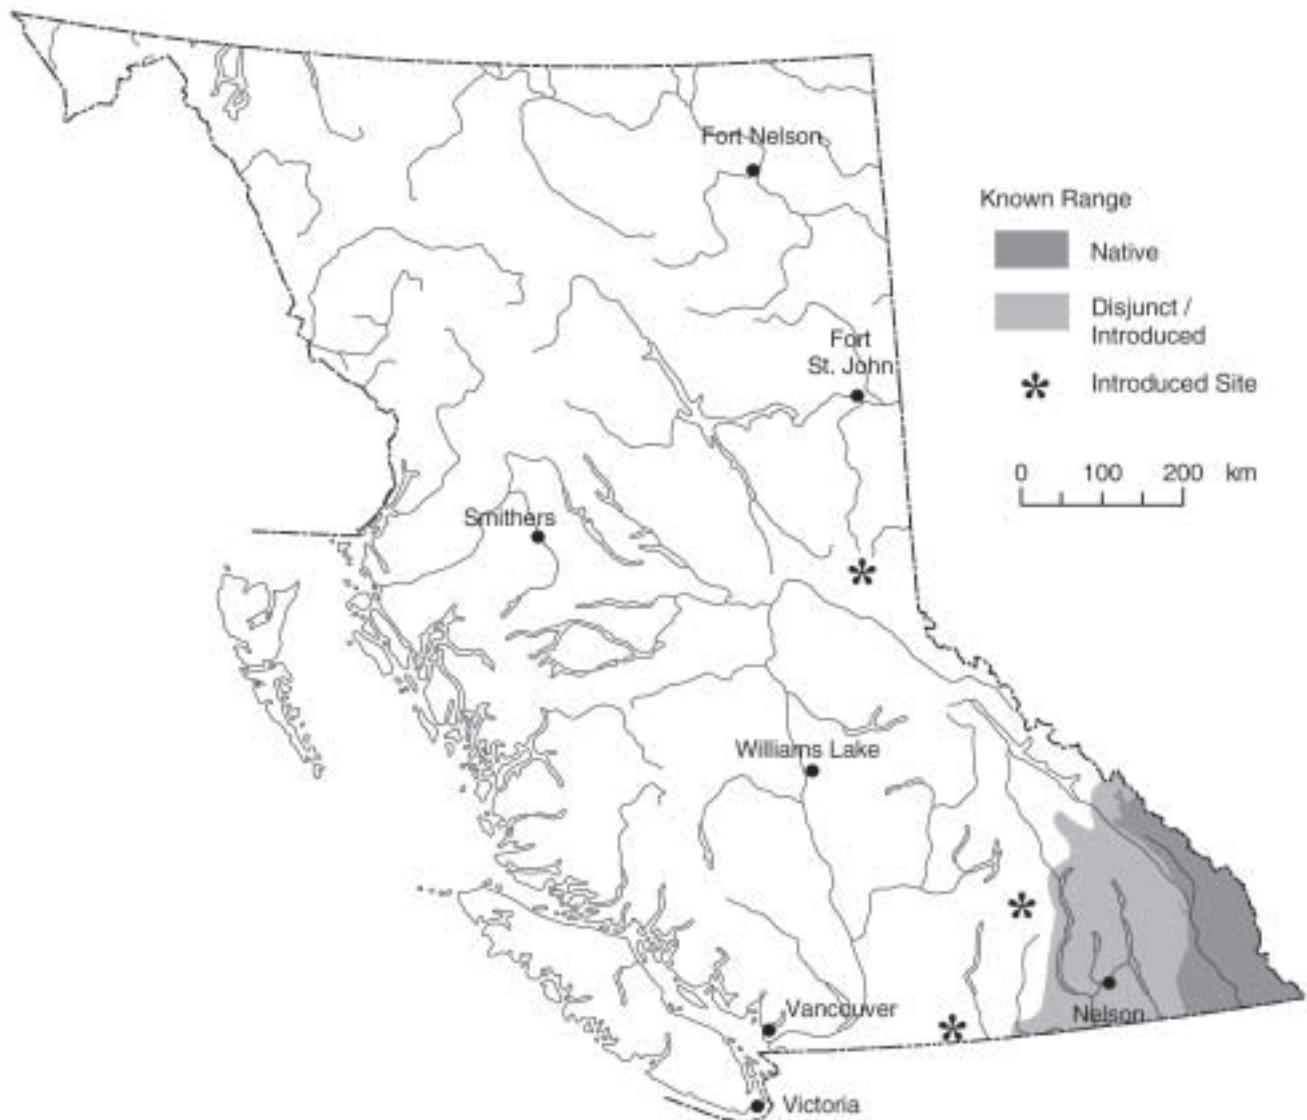 Fort Nelson
Known Range
Native
Disjunct /
Introduced
Fort
St. John
Introduced Site
0 100 200 km
Smithers
Williams Lake
Vancouver
Nelson
Victoria